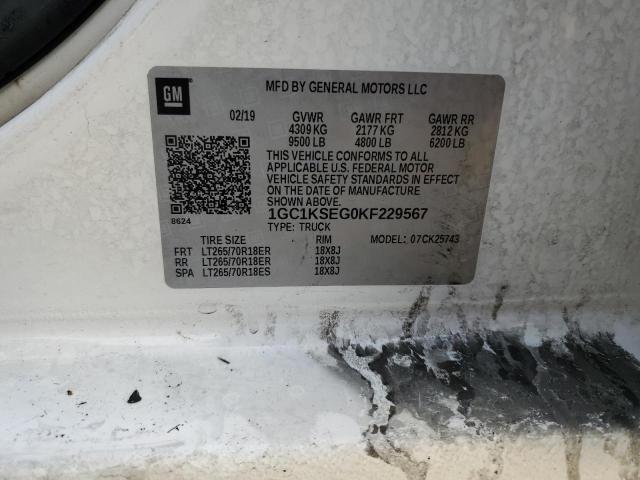 GM
MFD BY GENERAL MOTORS LLC
02/19 GVWR GAWR FRT GAWR RR
4309 KG 2177 KG 2812 KG
9500 LB 4800 LB 6200 LB
THIS VEHICLE CONFORMS TO ALL
APPLICABLE U.S. FEDERAL MOTOR
VEHICLE SAFETY STANDARDS IN EFFECT
ON THE DATE OF MANUFACTURE
SHOWN ABOVE.
8624
1GC1KSEG0KF229567
TYPE: TRUCK
TIRE SIZE RIM MODEL: 07CK25743
FRT LT265/70R18ER 18X8J
RR LT265/70R18ER 18X8J
SPA LT265/70R18ES 18X8J